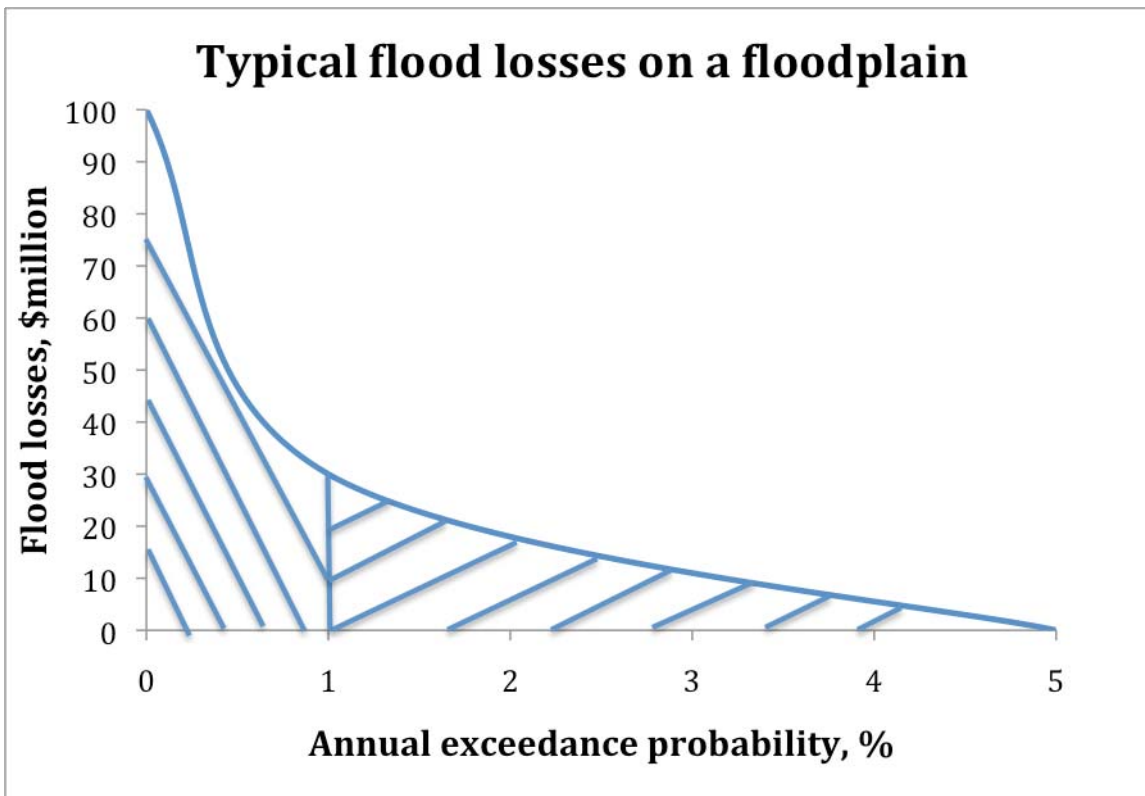 Typical flood losses on a floodplain
100
90
80
70
60
50
40
30
20
10
0
Flood losses, $million
0 1 2 3 4 5
Annual exceedance probability, %